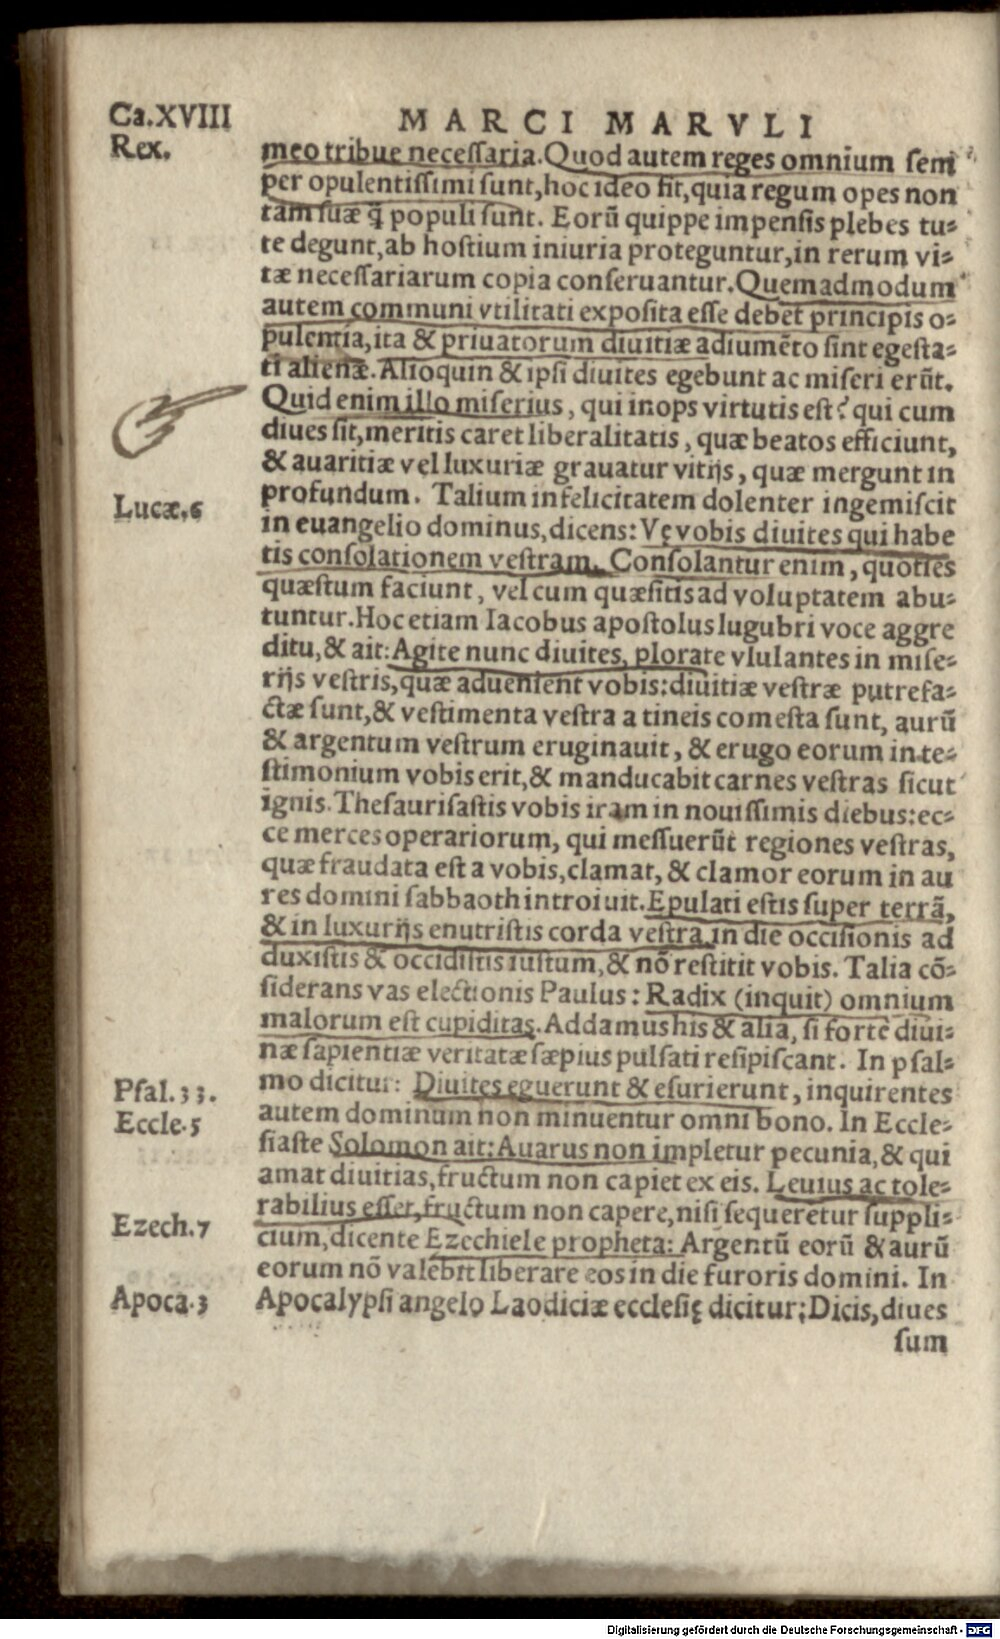 Ca.XVIII
MARCI MARVLI
Rex.
meo tribue necessaria. Quod autem reges omnium sem
per opulentissimi sunt, hoc ideo fit, quia regum opes non
tam suæ q̃ populi sunt. Eorũ quippe impensis plebes tu⸗
te degunt, ab hostium iniuria proteguntur, in rerum vi⸗
tæ necessariarum copia conseruantur. Quemadmodum
autem communi vtilitati exposita esse debet principis o⸗
pulentia, ita & priuatorum diuitiæ adiumẽto sint egesta⸗
ti alienæ. Alioquin & ipsi diuites egebunt ac miseri erũt.
Quid enim illo miserius, qui inops virtutis est? qui cum
diues sit, meritis caret liberalitatis, quæ beatos efficiunt,
& auaritiæ vel luxuriæ grauatur vitijs, quæ mergunt in
profundum. Talium infelicitatem dolenter ingemiscit
Lucæ.6
in euangelio dominus, dicens: Vę vobis diuites qui habe
tis consolationem vestram. Consolantur enim, quoties
quæstum faciunt, vel cum quæsitis ad voluptatem abu⸗
tuntur. Hoc etiam Iacobus apostolus lugubri voce aggre
ditu, & ait: Agite nunc diuites, plorate vlulantes in mise⸗
rijs vestris, quæ aduenient vobis: diuitiæ vestræ putrefa⸗
ctæ sunt, & vestimenta vestra a tineis comesta sunt, aurũ
& argentum vestrum eruginauit, & erugo eorum in te⸗
stimonium vobis erit, & manducabit carnes vestras sicut
ignis. Thesaurisastis vobis iram in nouissimis diebus: ec⸗
ce merces operariorum, qui messuerũt regiones vestras,
quæ fraudata est a vobis, clamat, & clamor eorum in au
res domini sabbaoth introiuit. Epulati estis super terrã,
& in luxurijs enutristis corda vestra, in die occisionis ad
duxistis & occidistis iustum, & nõ restitit vobis. Talia cõ⸗
siderans vas electionis Paulus: Radix (inquit) omnium
malorum est cupiditas. Addamus his & alia, si forte diui⸗
næ sapientiæ veritatæ sæpius pulsati resipiscant. In psal⸗
Psal.33.
mo dicitur: Diuites eguerunt & esurierunt, inquirentes
Eccle.5
autem dominum non minuentur omni bono. In Eccle⸗
siaste Solomon ait: Auarus non impletur pecunia, & qui
amat diuitias, fructum non capiet ex eis. Leuius ac tole⸗
rabilius esset, fructum non capere, nisi sequeretur suppli⸗
Ezech.7
cium, dicente Ezechiele propheta: Argentũ eorũ & aurũ
eorum nõ valebit liberare eos in die furoris domini. In
Apoca.3
Apocalypsi angelo Laodiciæ ecclesię dicitur; Dicis, diues
sum
Digitalisierung gefördert durch die Deutsche Forschungsgemeinschaft - DFG